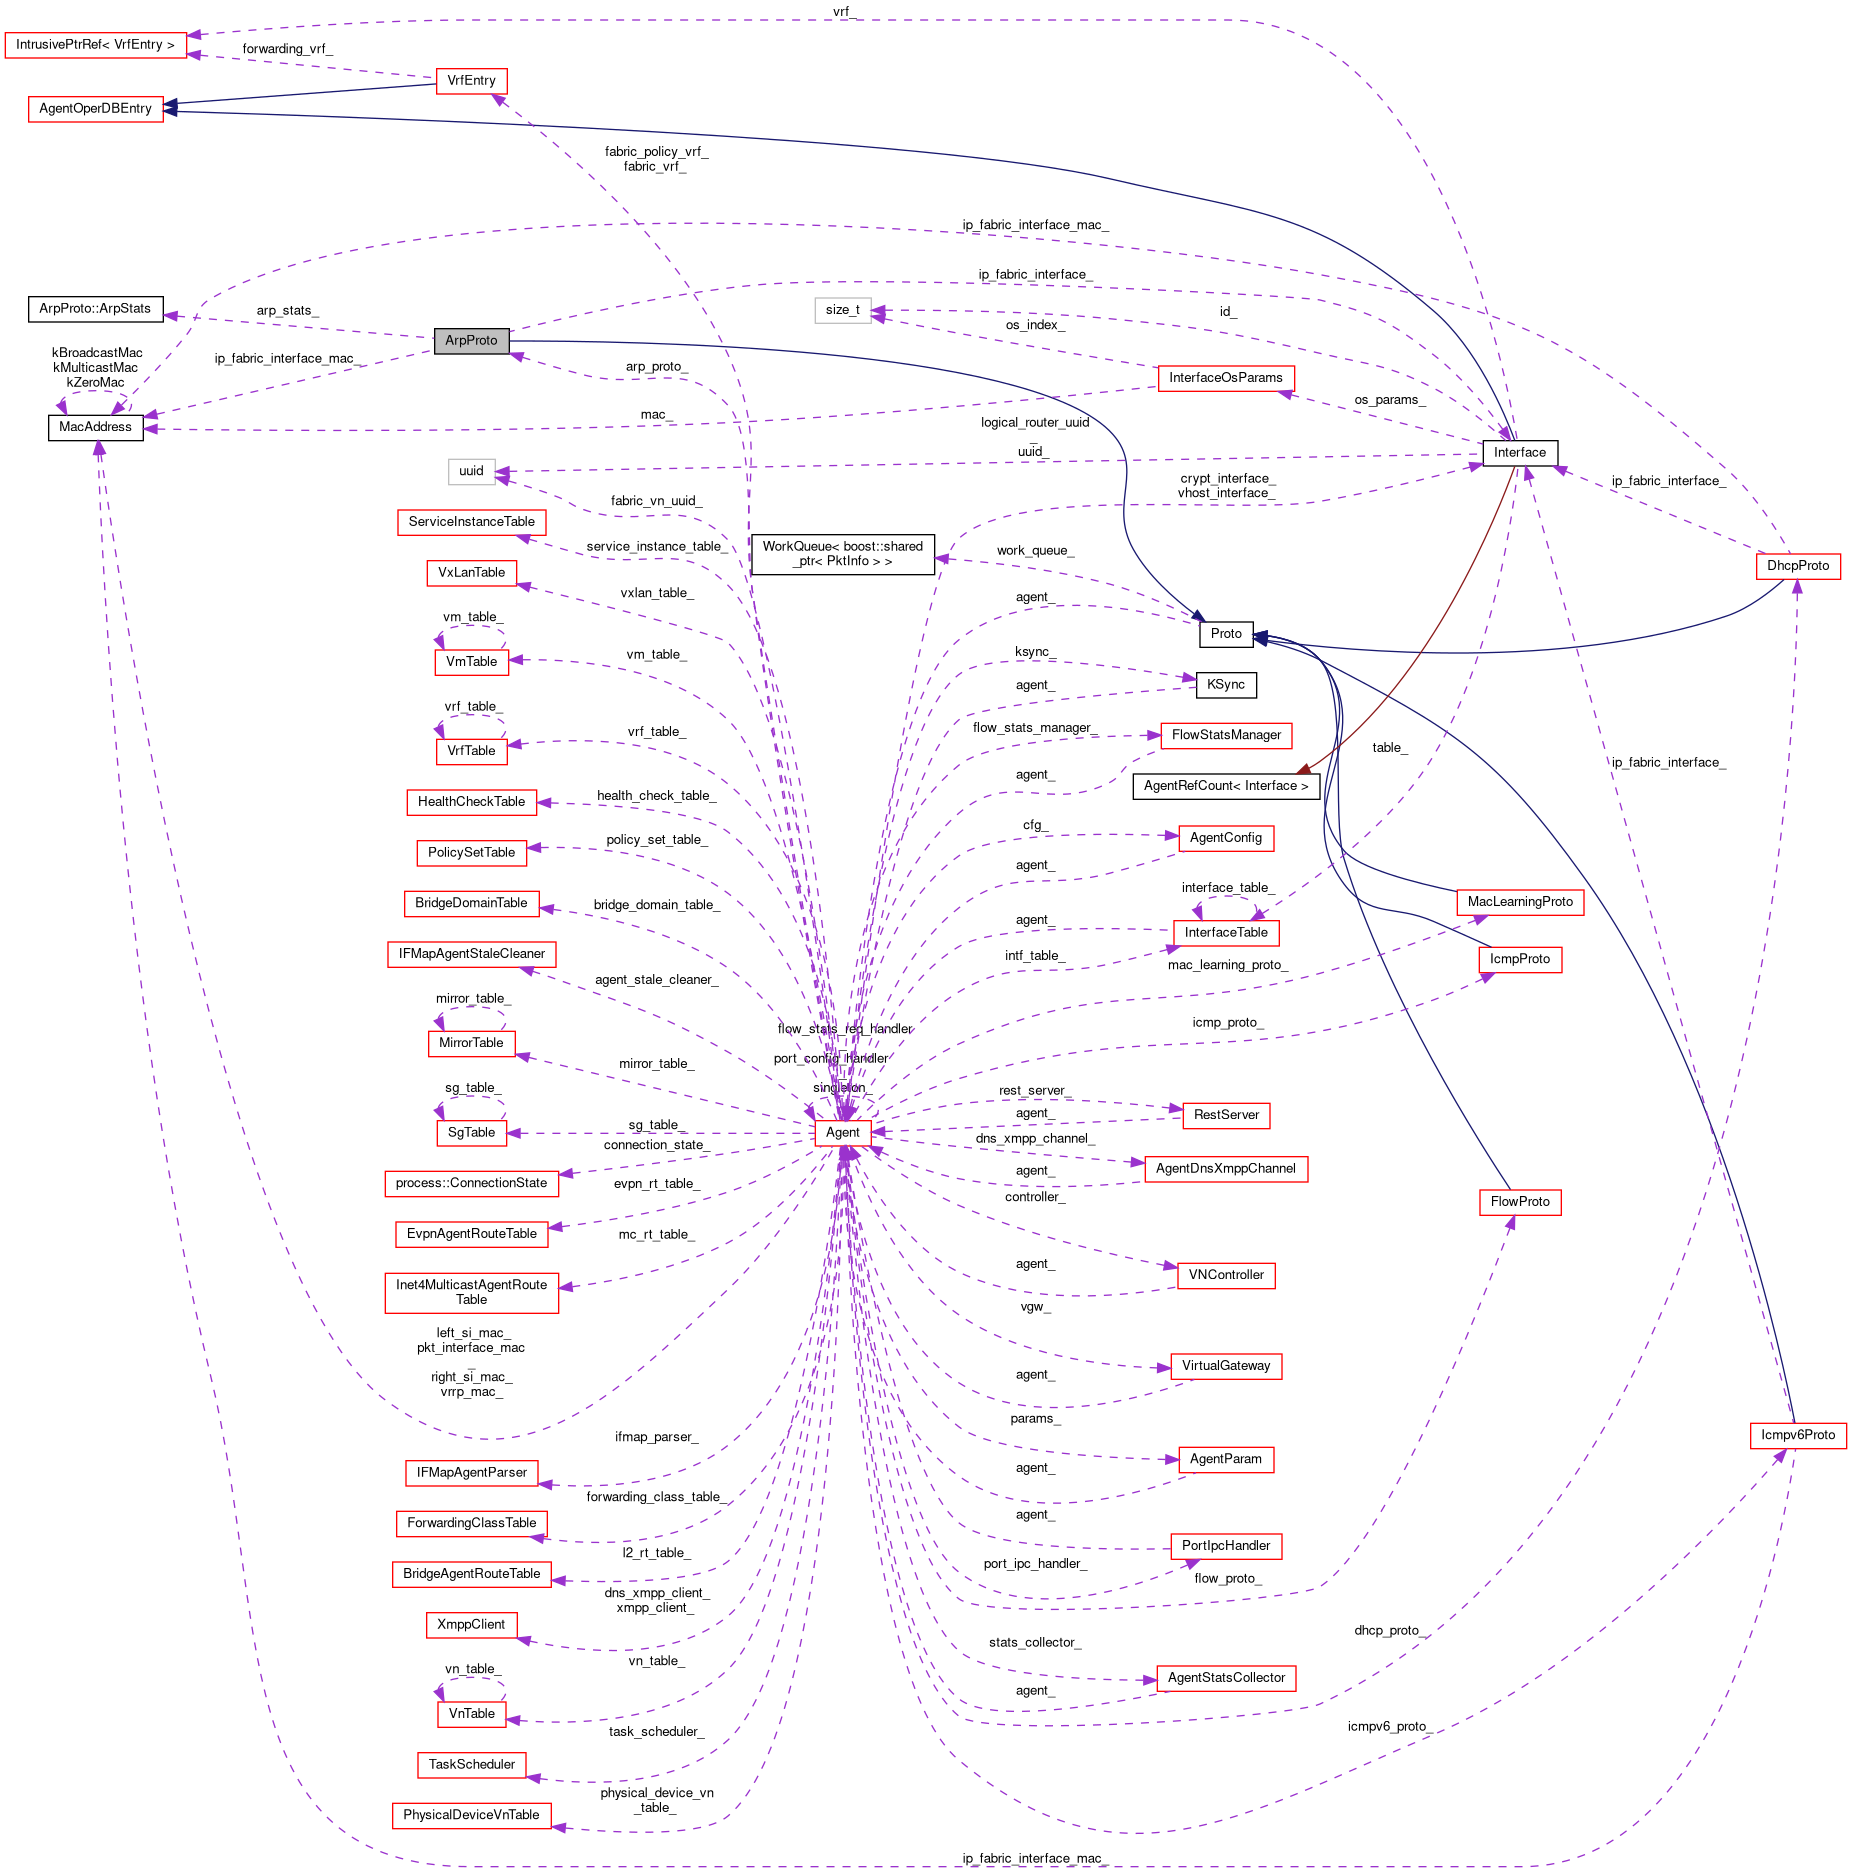 vrf_
IntrusivePtrRef< VrfEntry >
forwarding_vrf_
VrfEntry
AgentOperDBEntry
fabric_policy_vrf_
fabric_vrf_
ip_fabric_interface_mac_
ArpProto::ArpStats
arp_stats_
ip_fabric_interface_
size_t
id_
os_index_
ArpProto
kBroadcastMac
kMulticastMac
kZeroMac
ip_fabric_interface_mac_
arp_proto_
InterfaceOsParams
os_params_
mac_
MacAddress
logical_router_uuid
_
uuid_
Interface
uuid
crypt_interface_
vhost_interface_
ip_fabric_interface_
fabric_vn_uuid_
ServiceInstanceTable
service_instance_table_
WorkQueue< boost::shared
_ptr< PktInfo > >
work_queue_
DhcpProto
VxLanTable
vxlan_table_
agent_
Proto
vm_table_
VmTable
vm_table_
ksync_
agent_
KSync
vrf_table_
VrfTable
vrf_table_
flow_stats_manager_
FlowStatsManager
table_
ip_fabric_interface_
agent_
AgentRefCount< Interface >
HealthCheckTable
health_check_table_
cfg_
AgentConfig
PolicySetTable
policy_set_table_
agent_
interface_table_
BridgeDomainTable
bridge_domain_table_
MacLearningProto
agent_
InterfaceTable
IFMapAgentStaleCleaner
agent_stale_cleaner_
intf_table_
mac_learning_proto_
IcmpProto
mirror_table_
MirrorTable
mirror_table_
flow_stats_req_handler
_
port_config_handler
_
singleton_
icmp_proto_
sg_table_
SgTable
sg_table_
rest_server_
agent_
RestServer
Agent
connection_state_
dns_xmpp_channel_
process::ConnectionState
agent_
AgentDnsXmppChannel
evpn_rt_table_
controller_
FlowProto
EvpnAgentRouteTable
mc_rt_table_
agent_
VNController
Inet4MulticastAgentRoute
Table
vgw_
left_si_mac_
pkt_interface_mac
_
right_si_mac_
vrrp_mac_
agent_
VirtualGateway
params_
ifmap_parser_
Icmpv6Proto
IFMapAgentParser
agent_
AgentParam
forwarding_class_table_
ForwardingClassTable
agent_
l2_rt_table_
PortIpcHandler
BridgeAgentRouteTable
port_ipc_handler_
flow_proto_
dns_xmpp_client_
xmpp_client_
XmppClient
dhcp_proto_
stats_collector_
vn_table_
vn_table_
AgentStatsCollector
agent_
VnTable
task_scheduler_
icmpv6_proto_
TaskScheduler
physical_device_vn
_table_
PhysicalDeviceVnTable
ip_fabric_interface_mac_